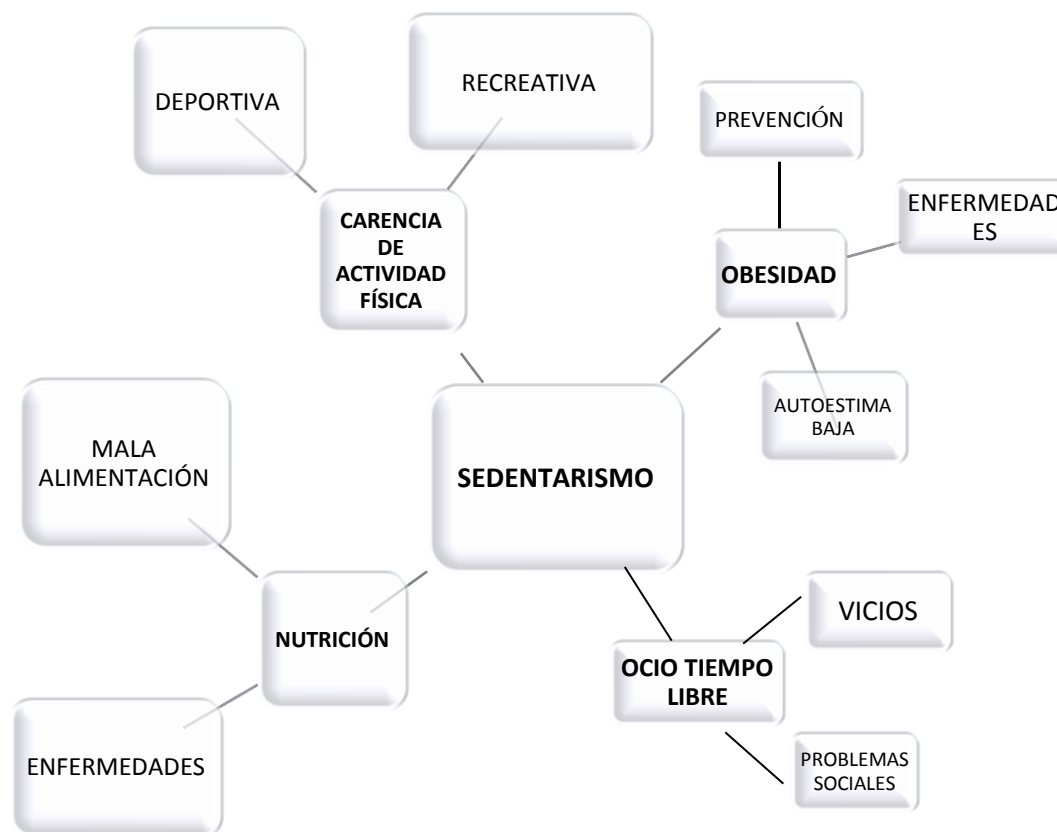 DEPORTIVA
RECREATIVA
CARENCIA
DE
ACTIVIDAD
FÍSICA
PREVENCIÓN
ENFERMEDAD
ES
OBESIDAD
AUTOESTIMA
BAJA
SEDENTARISMO
MALA
ALIMENTACIÓN
NUTRICIÓN
ENFERMEDADES
VICIOS
OCIO TIEMPO
LIBRE
PROBLEMAS
SOCIALES